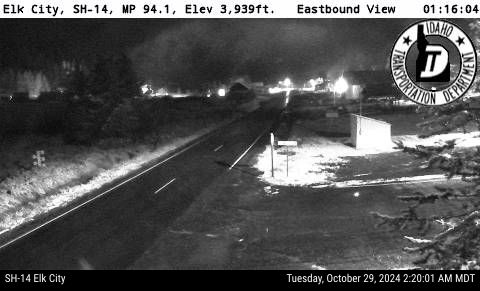 Elk City, SH-14, MP 94.1, Elev 3,939ft. Eastbound View 01:16:04
IDAHO
TRANSPORTATION DEPARTMENT
SH-14 Elk City Tuesday, October 29, 2024 2:20:01 AM MDT